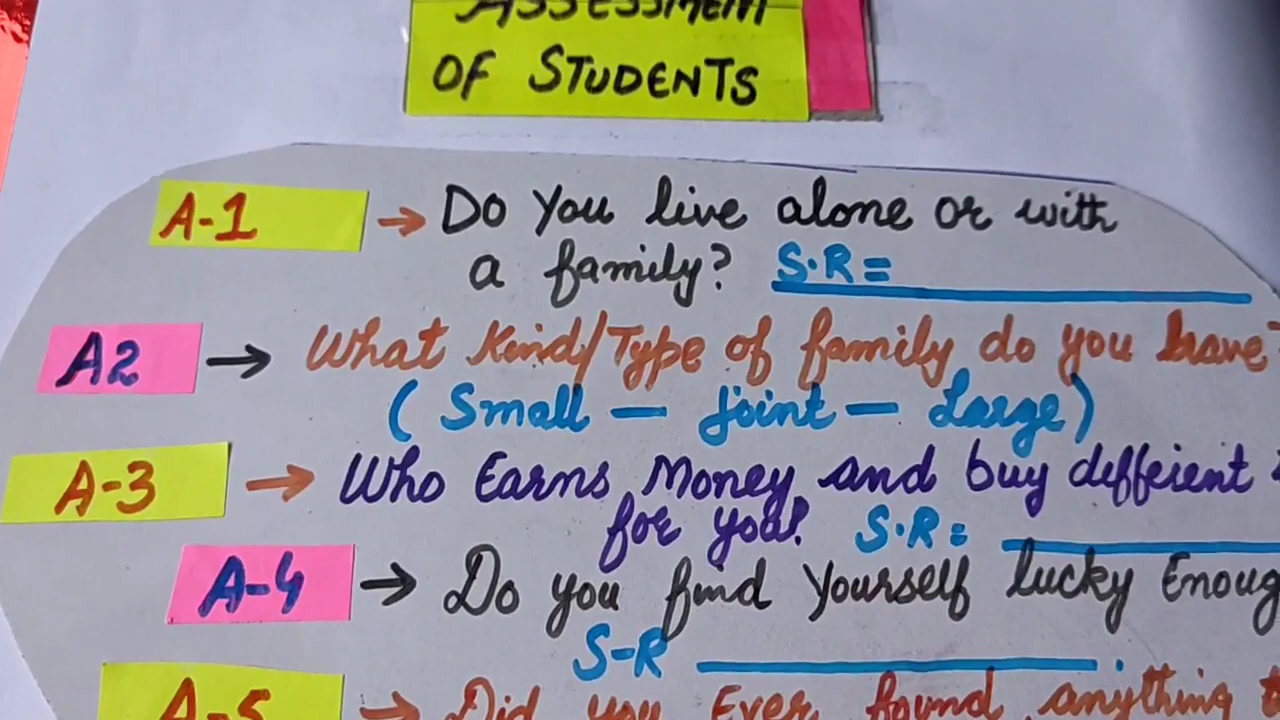 ASSESSMENT
OF STUDENTS
A-1 → Do You live alone or with
a family? S.R = 
A2 → What Kind/Type of family do you have
( Small — joint — Large)
A-3 → Who Earns Money and buy different
for you? S.R =
A-4 → Do you find Yourself lucky Enoug
S-R
A-5 → Did you Ever found anything